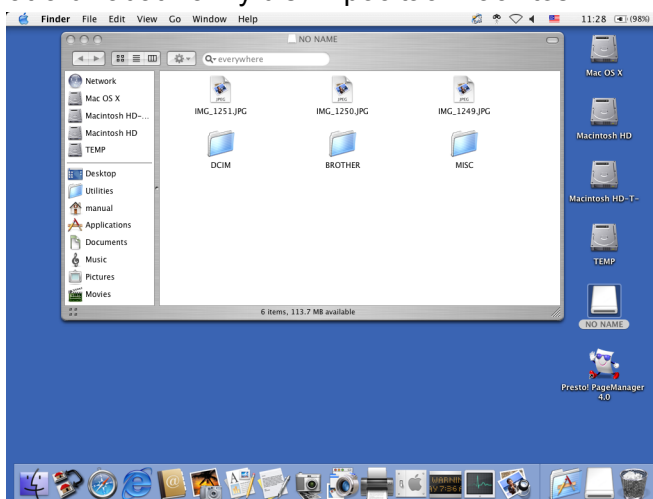 Finder File Edit View Go Window Help 11:28 (98%)
NO NAME
everywhere
Network
Mac OS X
Macintosh HD-...
Macintosh HD
TEMP
Desktop
Utilities
manual
Applications
Documents
Music
Pictures
Movies
IMG_1251.JPG
IMG_1250.JPG
IMG_1249.JPG
DCIM
BROTHER
MISC
6 items, 113.7 MB available
Mac OS X
Macintosh HD
Macintosh HD-T-
TEMP
NO NAME
Presto! PageManager
4.0